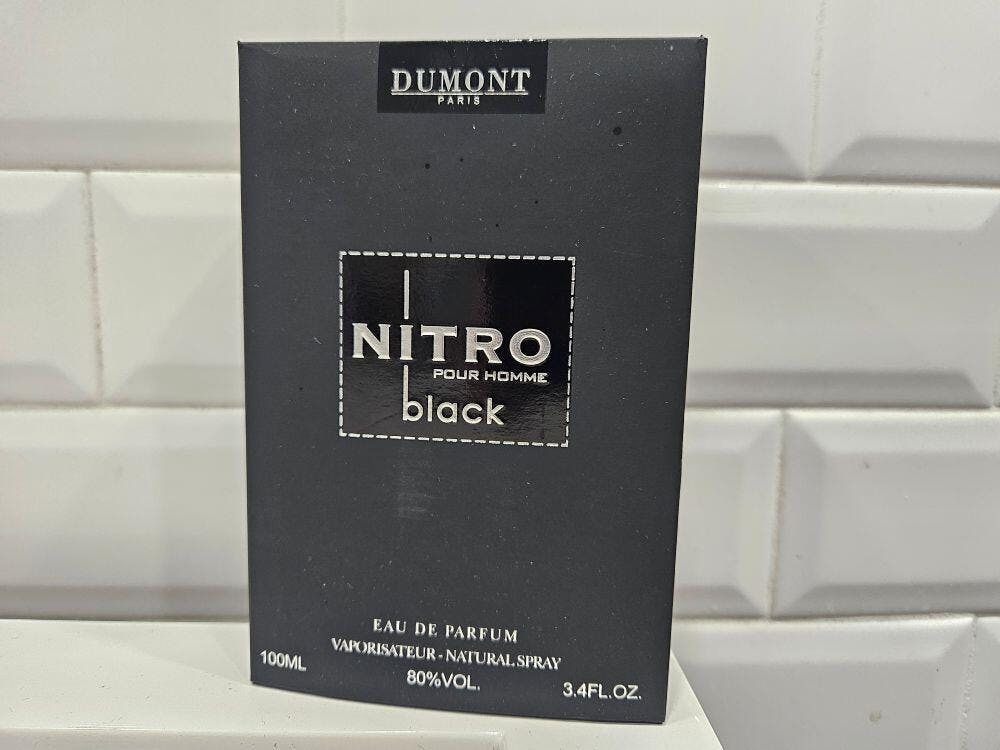 DUMONT
PARIS
NITRO
POUR HOMME
black
EAU DE PARFUM
VAPORISATEUR - NATURAL SPRAY
100ML
80%VOL.
3.4FL.OZ.